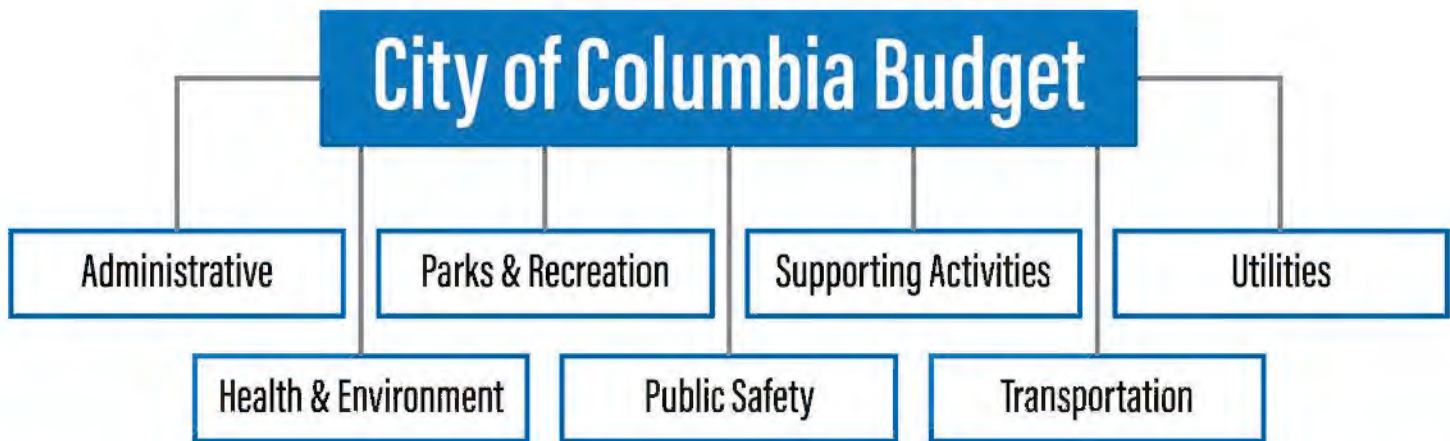 City of Columbia Budget
Administrative
Parks & Recreation
Supporting Activities
Utilities
Health & Environment
Public Safety
Transportation